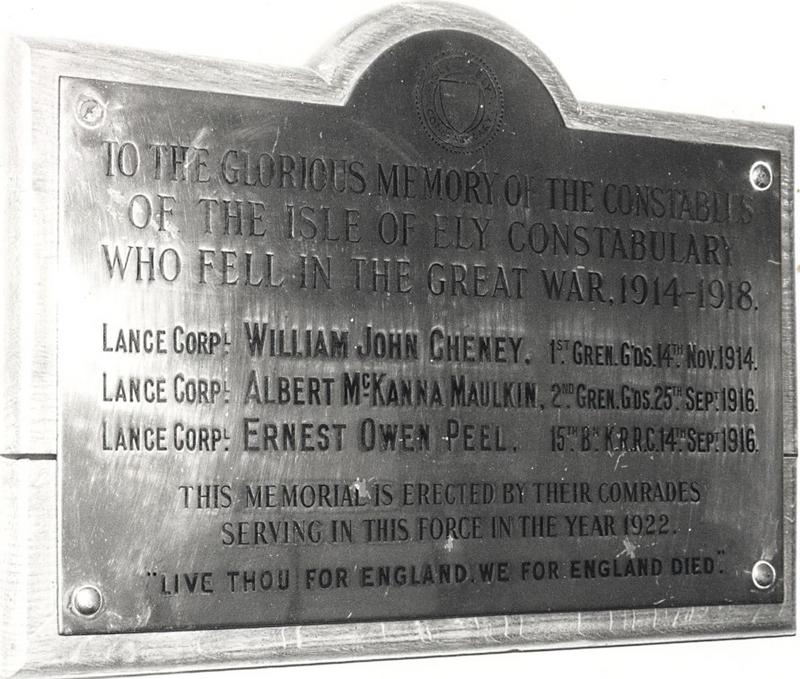 TO THE GLORIOUS MEMORY OF THE CONSTABLES
OF THE ISLE OF ELY CONSTABULARY
WHO FELL IN THE GREAT WAR, 1914-1918.
LANCE CORPL. WILLIAM JOHN CHENEY. 1ST GREN. G'DS. 14TH NOV. 1914.
LANCE CORPL. ALBERT McKANNA MAULKIN, 2ND GREN. G'DS. 25TH SEPT. 1916.
LANCE CORPL. ERNEST OWEN PEEL. 15TH BN K.R.R.C. 14TH SEPT. 1916.
THIS MEMORIAL IS ERECTED BY THEIR COMRADES
SERVING IN THIS FORCE IN THE YEAR 1922.
"LIVE THOU FOR ENGLAND, WE FOR ENGLAND DIED".